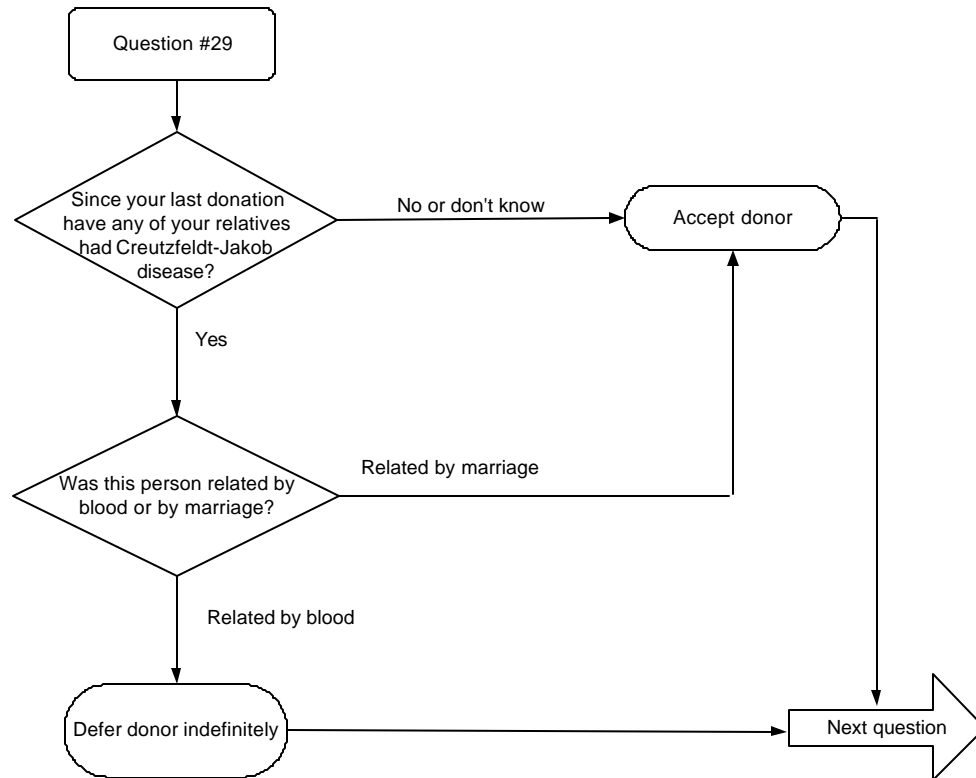 Question #29
Since your last donation
have any of your relatives
had Creutzfeldt-Jakob
disease?
No or don't know
Accept donor
Yes
Was this person related by
blood or by marriage?
Related by marriage
Related by blood
Defer donor indefinitely
Next question